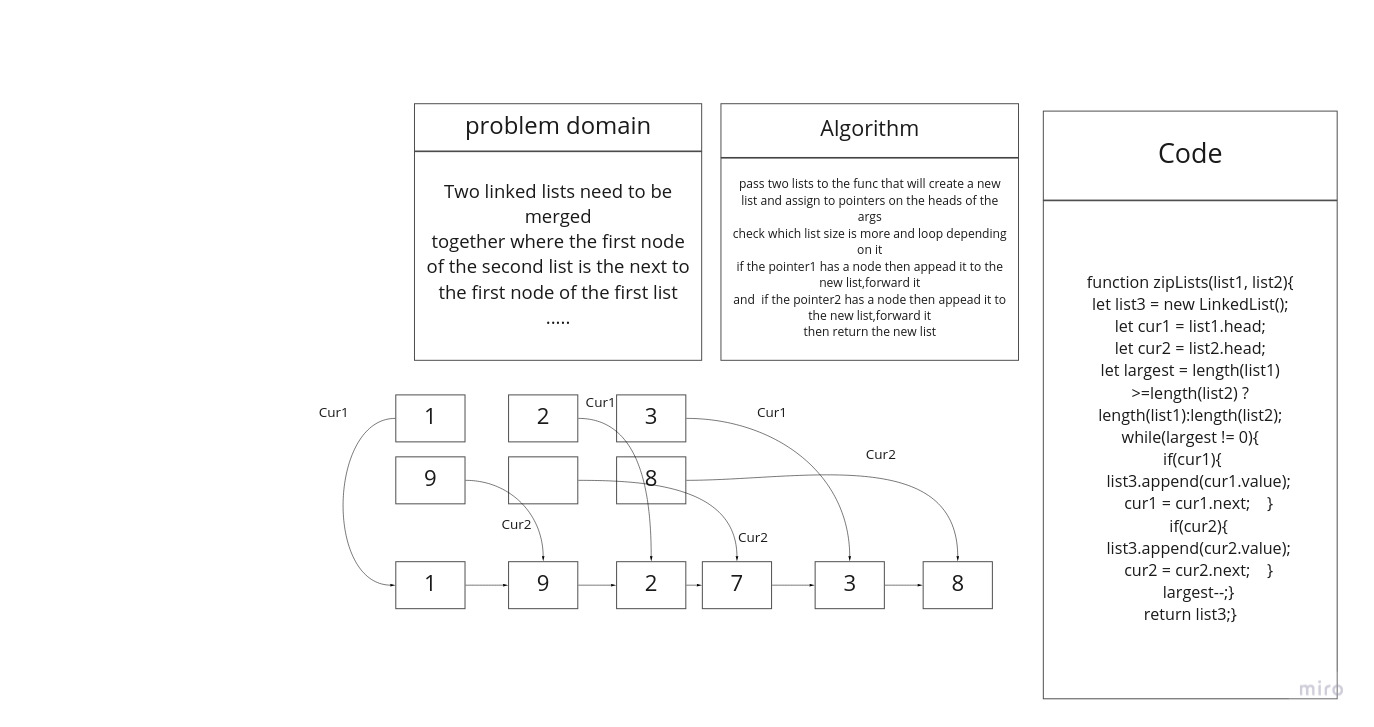 problem domain
Two linked lists need to be
merged
together where the first node
of the second list is the next to
the first node of the first list
.....
Algorithm
pass two lists to the func that will create a new
list and assign to pointers on the heads of the
args
check which list size is more and loop depending
on it
if the pointer1 has a node then appead it to the
new list,forward it
and  if the pointer2 has a node then appead it to
the new list,forward it
then return the new list
Code
function zipLists(list1, list2){
let list3 = new LinkedList();
let cur1 = list1.head;
let cur2 = list2.head;
let largest = length(list1)
>=length(list2) ?
length(list1):length(list2);
while(largest != 0){
if(cur1){
list3.append(cur1.value);
cur1 = cur1.next;    }
if(cur2){
list3.append(cur2.value);
cur2 = cur2.next;    }
largest--;}
return list3;}
Cur1
1
2
Cur1
3
Cur1
9
8
Cur2
Cur2
Cur2
1
9
2
7
3
8
miro